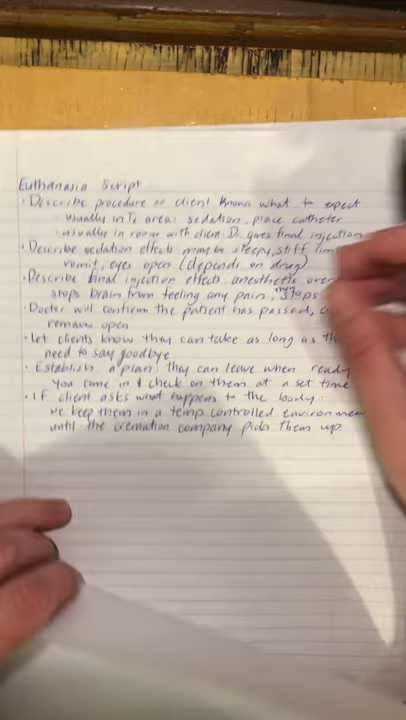 Euthanasia Script
• Describe procedure so client knows what to expect
• usually in Tx area: sedation, place catheter
• usually in room with client: Dr. gives final injection
• Describe sedation effects may be sleepy, stiff
vomit, eyes open (depends on drug)
• Describe final injection effects anesthetic
stops brain from feeling any pain, then stops
• Doctor will confirm the patient has passed,
remain open
• Let clients know they can take as long as
need to say goodbye
• Establish a plan: they can leave when ready
you come in & check on them at a set time
• If client asks what happens to the body:
we keep them in a temp controlled
until the cremation company picks them up